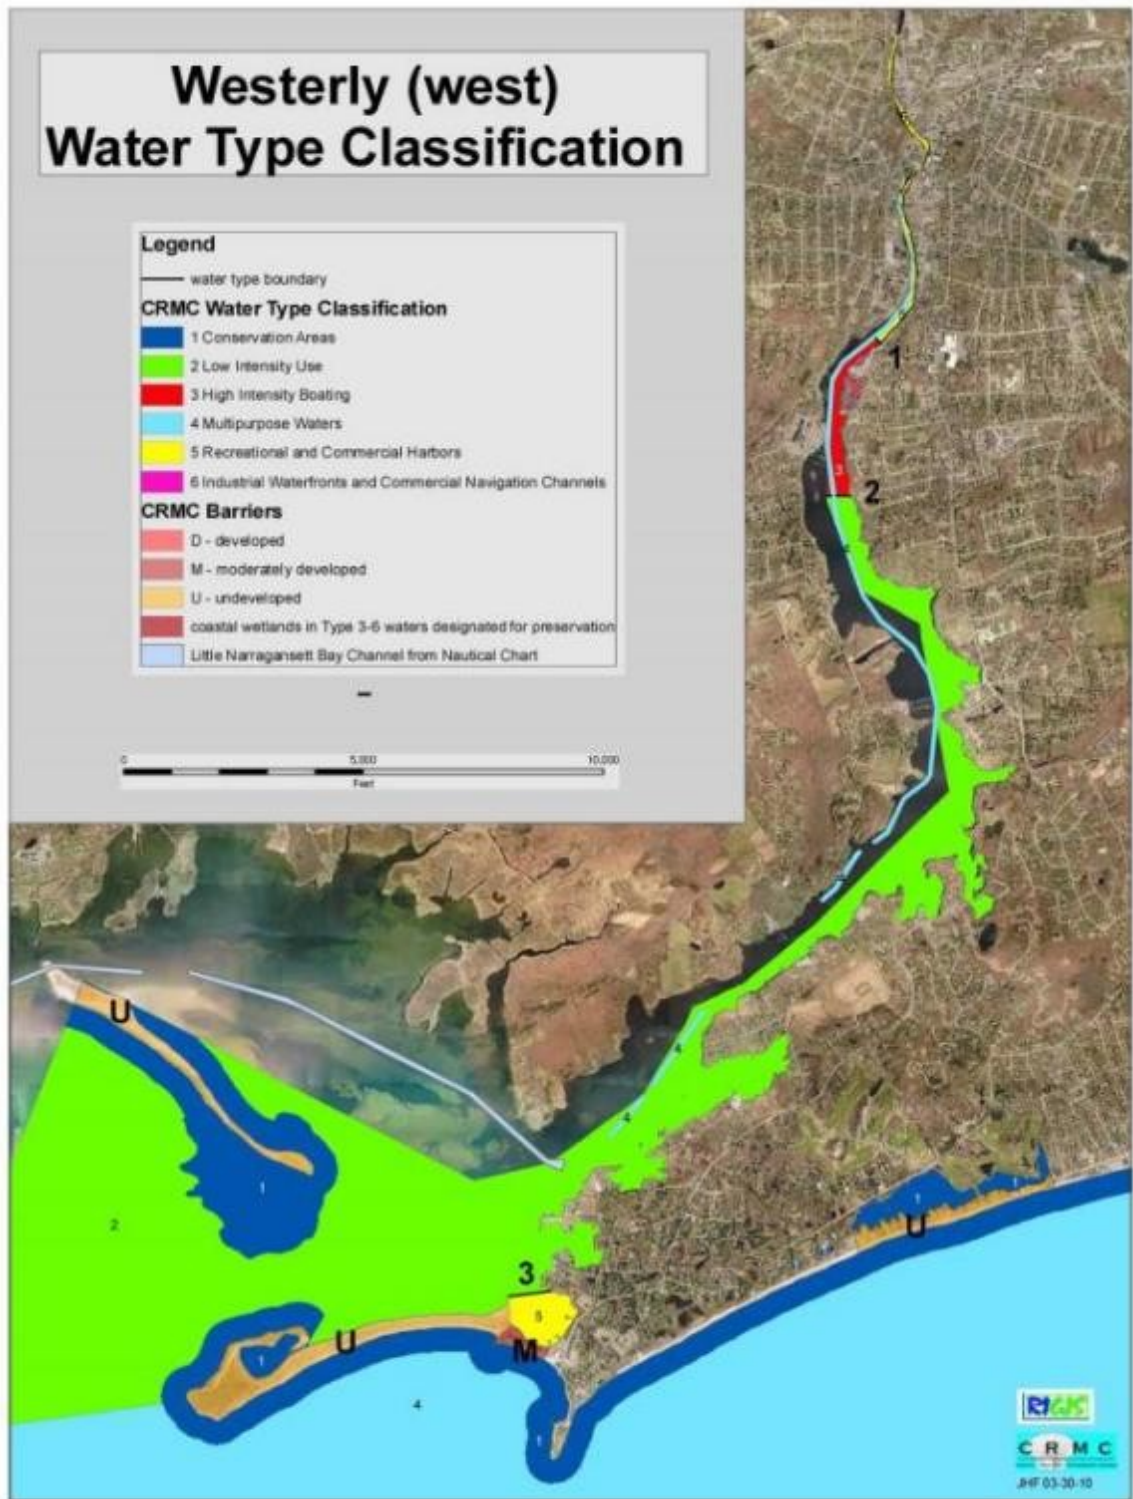 Westerly (west)
Water Type Classification
Legend
water type boundary
CRMC Water Type Classification
1 Conservation Areas
2 Low Intensity Use
3 High Intensity Boating
4 Multipurpose Waters
5 Recreational and Commercial Harbors
6 Industrial Waterfronts and Commercial Navigation Channels
CRMC Barriers
D - developed
M - moderately developed
U - undeveloped
coastal wetlands in Type 3-6 waters designated for preservation
Little Narragansett Bay Channel from Nautical Chart
0 5,000 10,000
Feet
1
3
2
U
4
4
1
1
1
2
U
3
5
U
M
1
4
1
RIGIS
CRMC
JHF 03-30-10